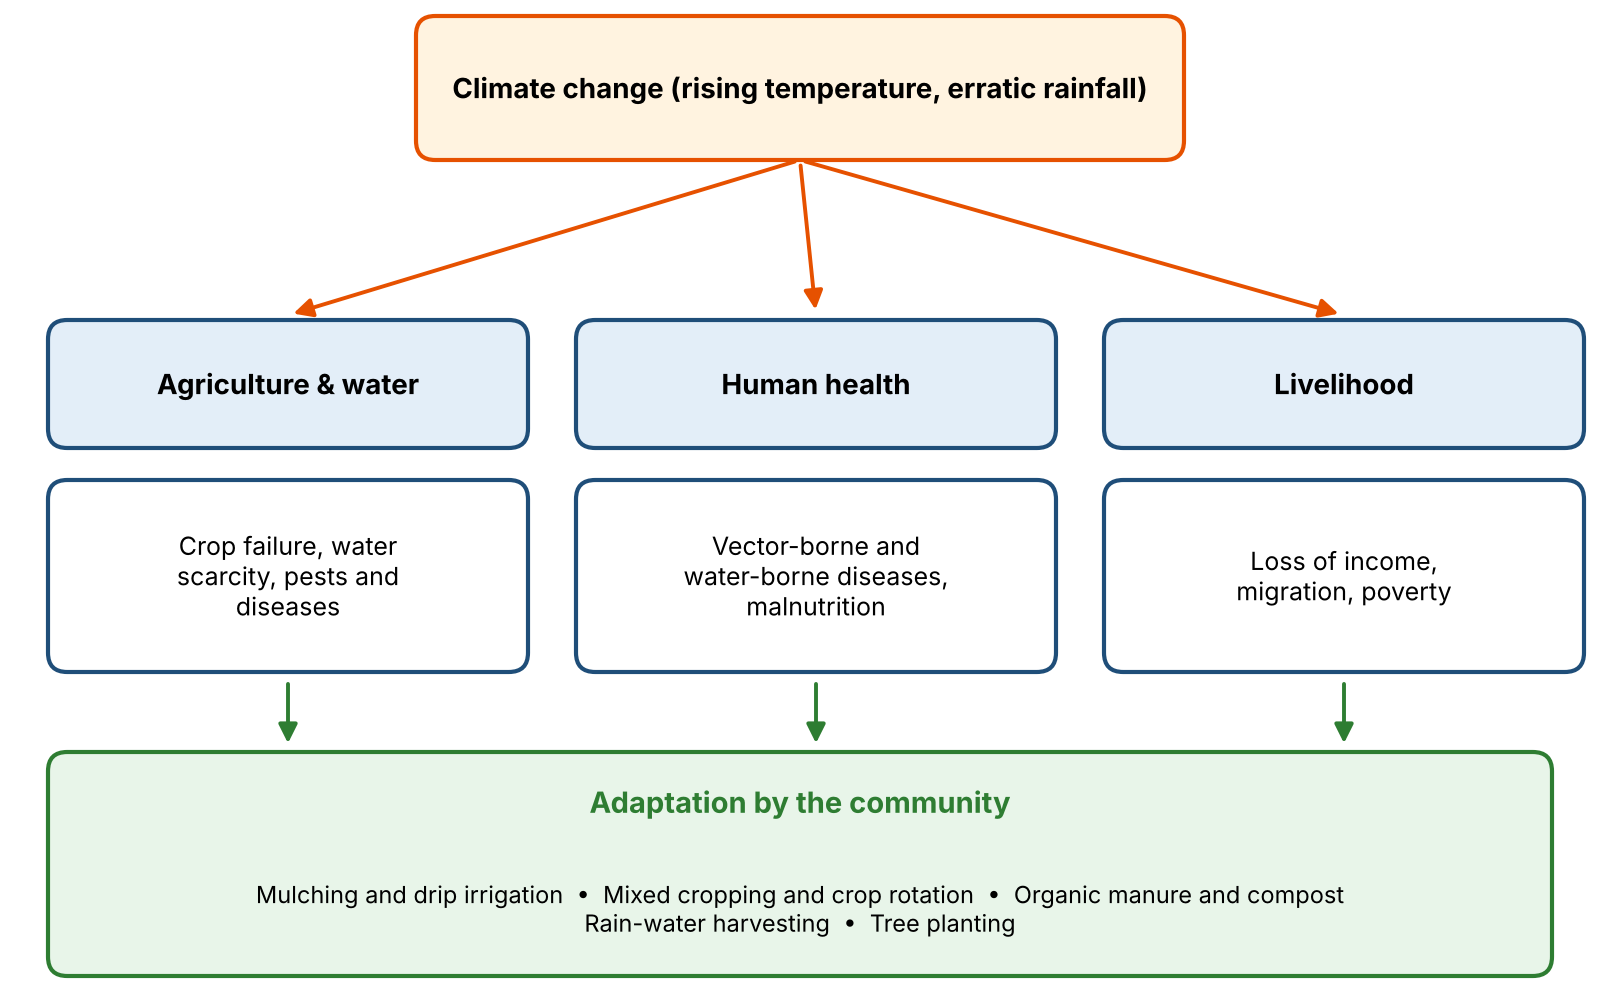 Climate change (rising temperature, erratic rainfall)
Agriculture & water
Human health
Livelihood
Crop failure, water
scarcity, pests and
diseases
Vector-borne and
water-borne diseases,
malnutrition
Loss of income,
migration, poverty
Adaptation by the community
Mulching and drip irrigation • Mixed cropping and crop rotation • Organic manure and compost
Rain-water harvesting • Tree planting